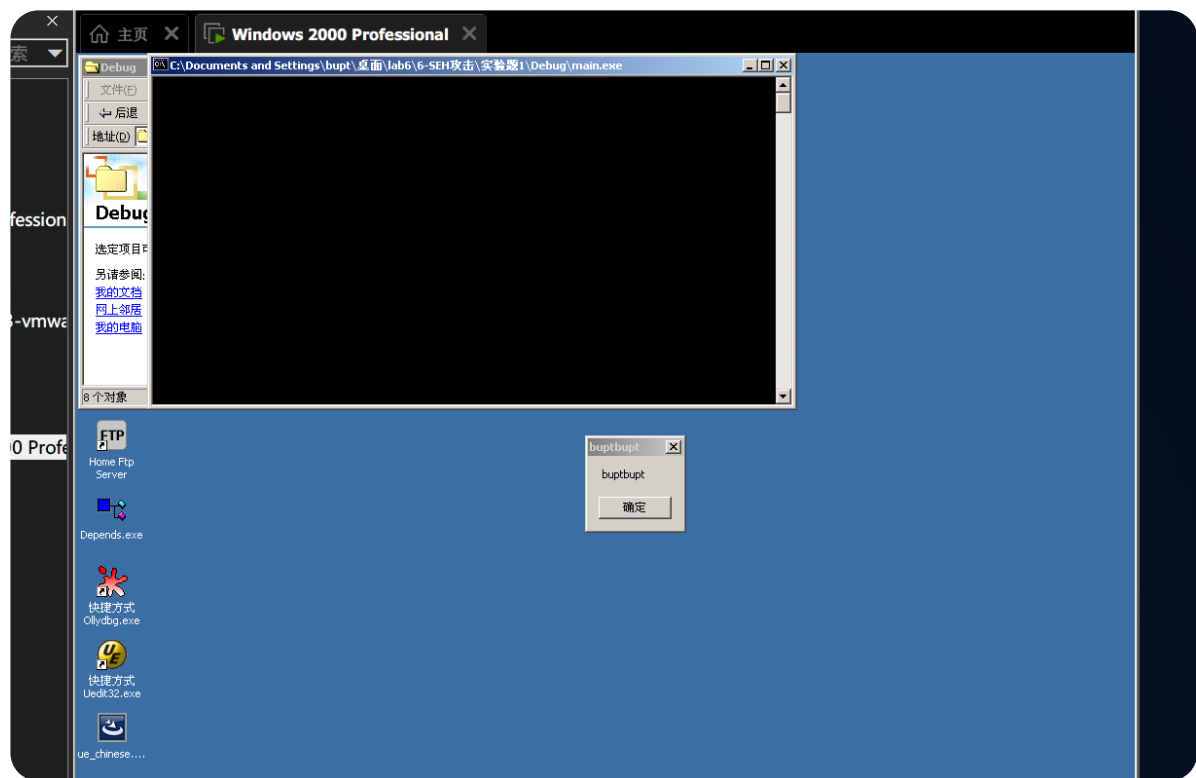 索
fession
3-vmwa
00 Profe
主页
Windows 2000 Professional
Debug
C:\Documents and Settings\bupt\桌面\lab6\6-SEH攻击\实验题1\Debug\main.exe
文件(F)
后退
地址(D)
Debug
选定项目
另请参阅:
我的文档
网上邻居
我的电脑
8 个对象
FTP
Home Ftp
Server
Depends.exe
快捷方式
Ollydbg.exe
UE
快捷方式
Uedit32.exe
ue_chinese....
buptbupt
buptbupt
确定